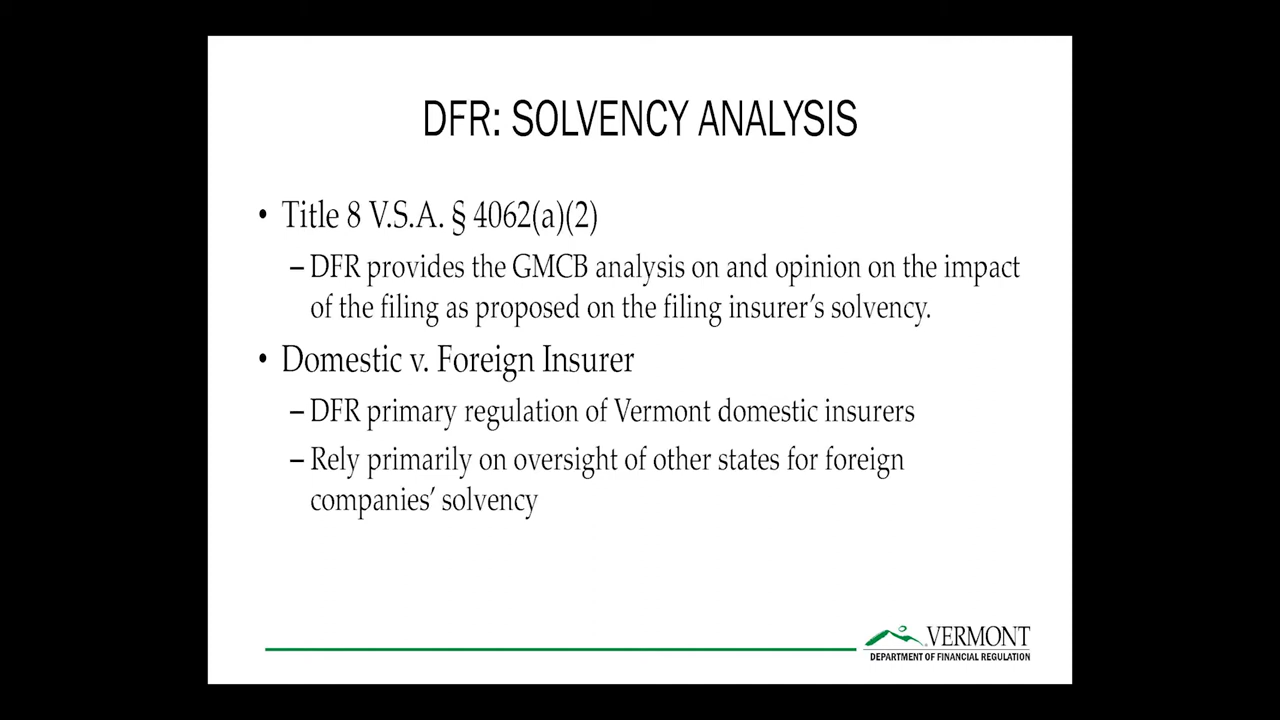 DFR: SOLVENCY ANALYSIS
• Title 8 V.S.A. § 4062(a)(2)
– DFR provides the GMCB analysis on and opinion on the impact
of the filing as proposed on the filing insurer’s solvency.
• Domestic v. Foreign Insurer
– DFR primary regulation of Vermont domestic insurers
– Rely primarily on oversight of other states for foreign
companies’ solvency
VERMONT
DEPARTMENT OF FINANCIAL REGULATION